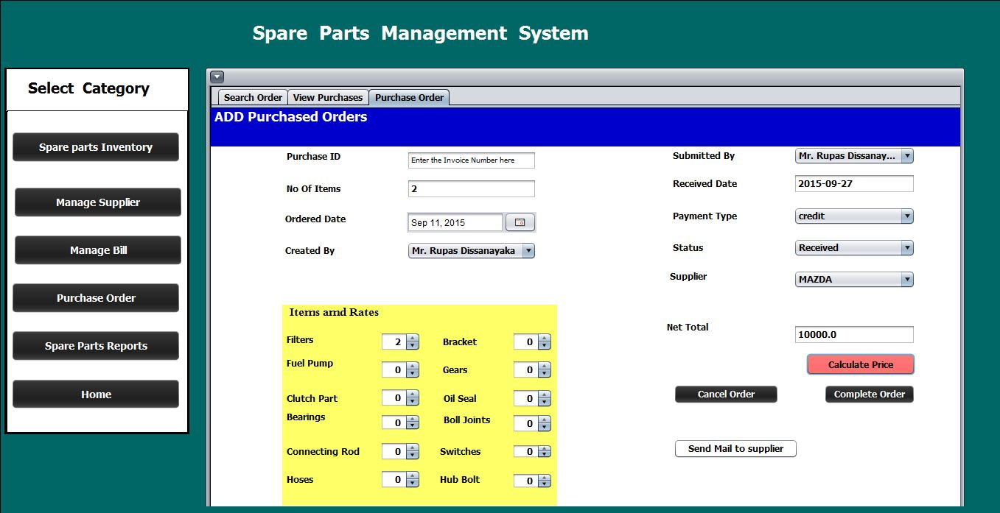 Spare Parts Management System
Select Category
Spare parts Inventory
Manage Supplier
Manage Bill
Purchase Order
Spare Parts Reports
Home
Search Order
View Purchases
Purchase Order
ADD Purchased Orders
Purchase ID
Enter the Invoice Number here
No Of Items
2
Ordered Date
Sep 11, 2015
Created By
Mr. Rupas Dissanayaka
Submitted By
Mr. Rupas Dissanay...
Received Date
2015-09-27
Payment Type
credit
Status
Received
Supplier
MAZDA
Items amd Rates
Filters 2 Bracket 0
Fuel Pump 0 Gears 0
Clutch Part 0 Oil Seal 0
Bearings 0 Boll Joints 0
Connecting Rod 0 Switches 0
Hoses 0 Hub Bolt 0
Net Total
10000.0
Calculate Price
Cancel Order
Complete Order
Send Mail to supplier